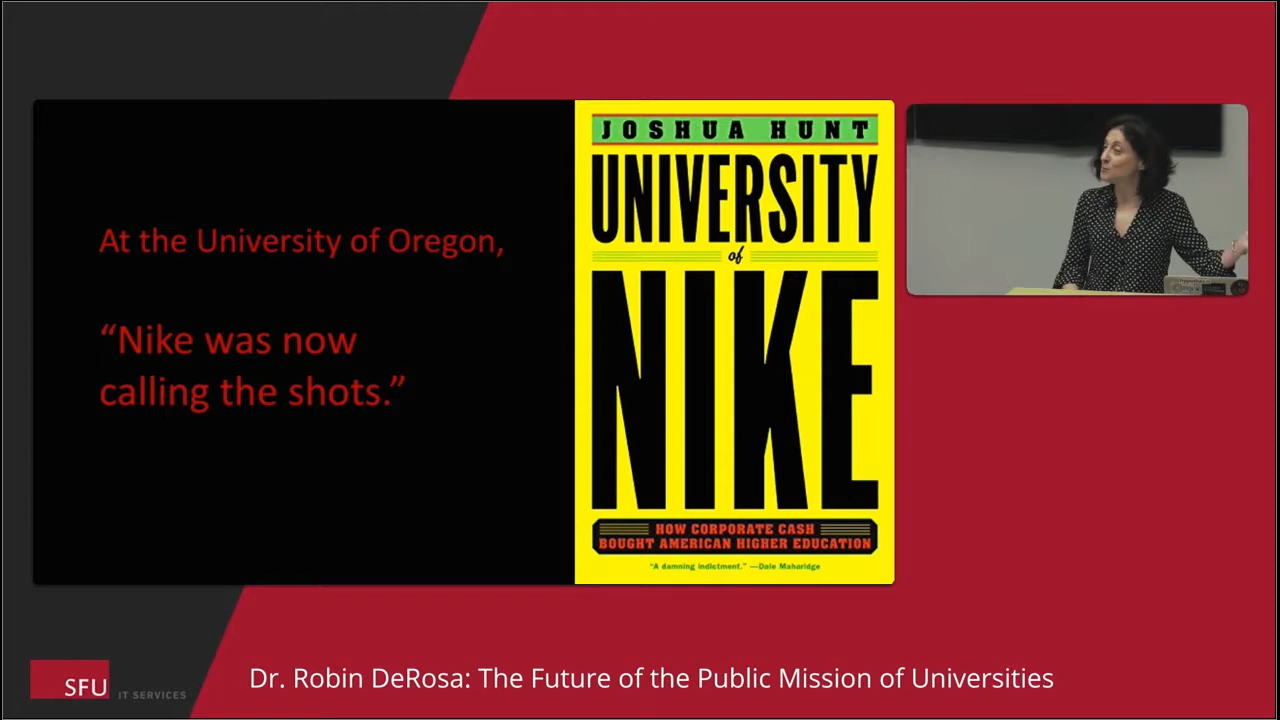 At the University of Oregon,
“Nike was now
calling the shots.”
JOSHUA HUNT
UNIVERSITY
of
NIKE
HOW CORPORATE CASH
BOUGHT AMERICAN HIGHER EDUCATION
“A damning indictment.” —Dale Maharidge
SFU IT SERVICES
Dr. Robin DeRosa: The Future of the Public Mission of Universities